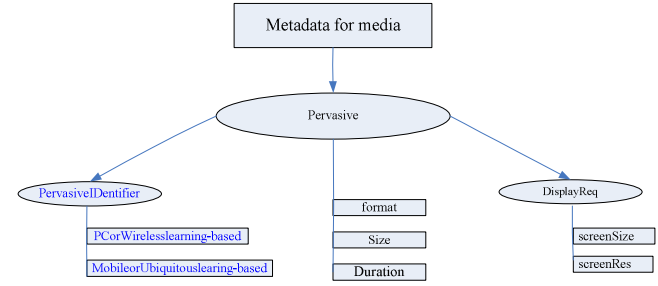 Metadata for media
Pervasive
PervasiveIDentifier
DisplayReq
PCorWirelesslearning-based
MobileorUbiquitouslearing-based
format
Size
Duration
screenSize
screenRes